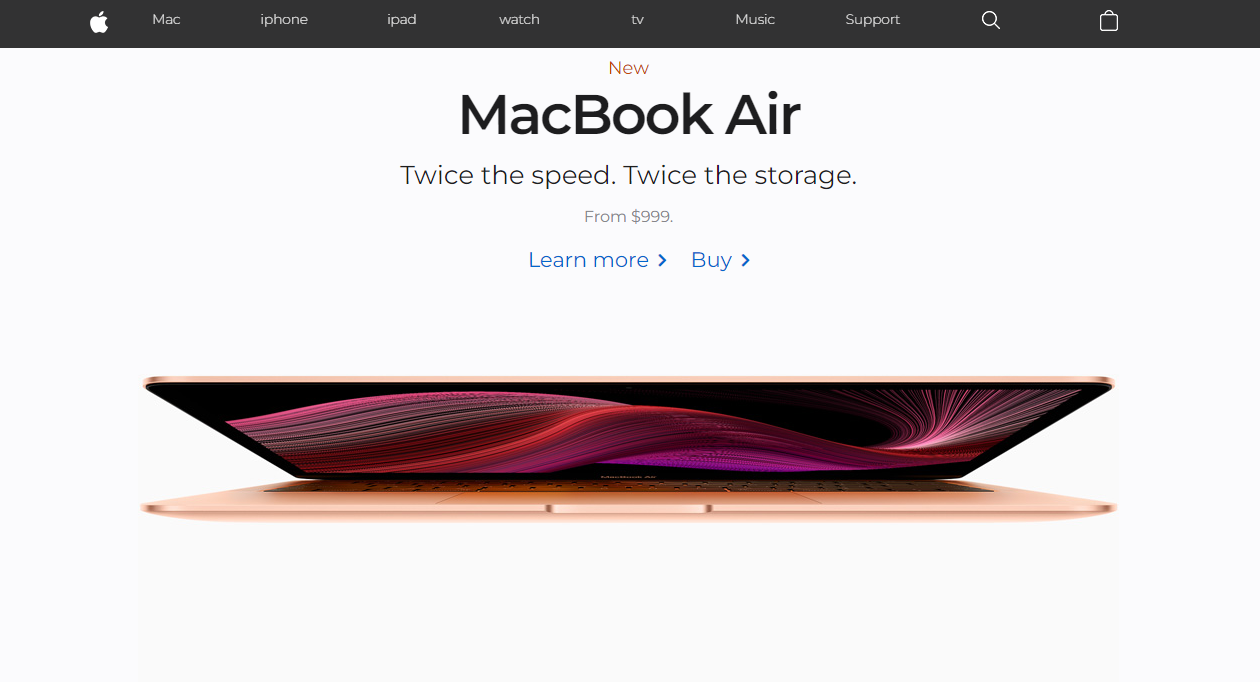 Mac iphone ipad watch tv Music Support
New
MacBook Air
Twice the speed. Twice the storage.
From $999.
Learn more Buy
MacBook Air